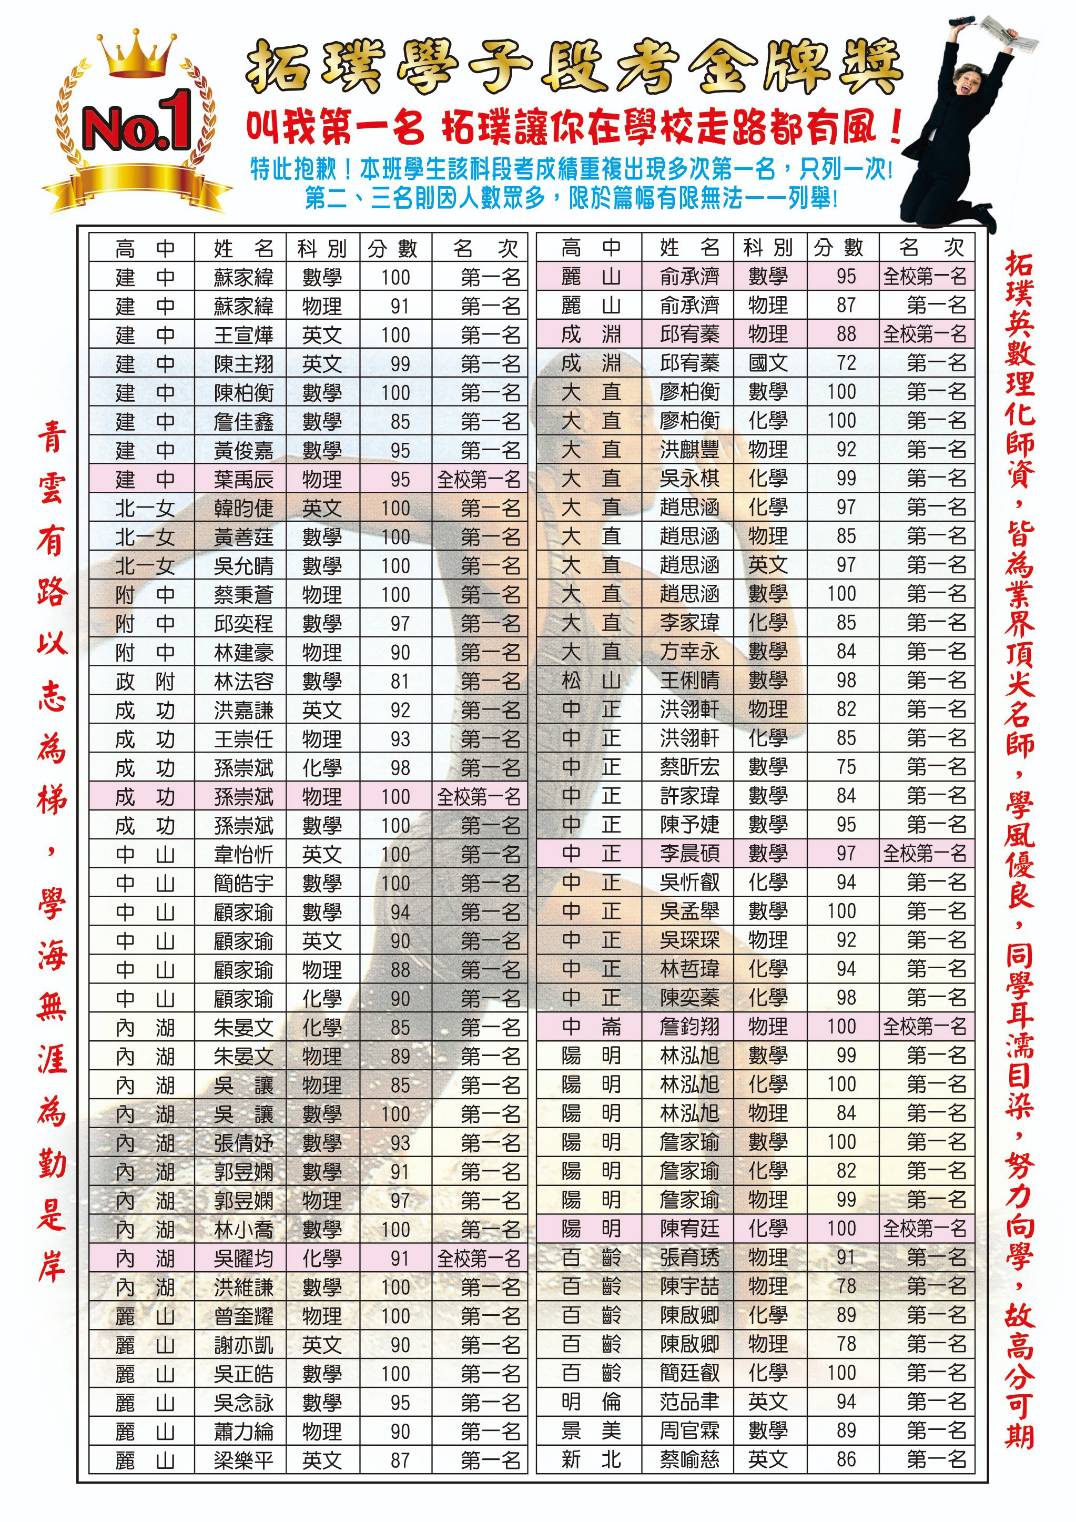 No.1
拓璞學子段考金牌獎
叫我第一名 拓璞讓你在學校走路都有風！
特此抱歉！本班學生該科段考成績重複出現多次第一名，只列一次!
第二、三名則因人數眾多，限於篇幅有限無法一一列舉!
青雲有路以志為梯，學海無涯為勤是岸
高中 姓名 科別 分數 名次
建中 蘇家緯 數學 100 第一名
建中 蘇家緯 物理 91 第一名
建中 王宣燁 英文 100 第一名
建中 陳主翔 英文 99 第一名
建中 陳柏衡 數學 100 第一名
建中 詹佳鑫 數學 85 第一名
建中 黃俊嘉 數學 95 第一名
建中 葉禹辰 物理 95 全校第一名
北一女 韓昀倢 英文 100 第一名
北一女 黃善莛 數學 100 第一名
北一女 吳允晴 數學 100 第一名
附中 蔡秉蒼 物理 100 第一名
附中 邱奕程 數學 97 第一名
附中 林建豪 物理 90 第一名
政附 林法容 數學 81 第一名
成功 洪嘉謙 英文 92 第一名
成功 王崇任 物理 93 第一名
成功 孫崇斌 化學 98 第一名
成功 孫崇斌 物理 100 全校第一名
成功 孫崇斌 數學 100 第一名
中山 韋怡忻 英文 100 第一名
中山 簡皓宇 數學 100 第一名
中山 顧家瑜 數學 94 第一名
中山 顧家瑜 英文 90 第一名
中山 顧家瑜 物理 88 第一名
中山 顧家瑜 化學 90 第一名
內湖 朱晏文 化學 85 第一名
內湖 朱晏文 物理 89 第一名
內湖 吳讓 物理 85 第一名
內湖 吳讓 數學 100 第一名
內湖 張倩妤 數學 93 第一名
內湖 郭昱嫻 數學 91 第一名
內湖 郭昱嫻 物理 97 第一名
內湖 林小喬 數學 100 第一名
內湖 吳曜均 化學 91 全校第一名
內湖 洪維謙 數學 100 第一名
麗山 曾奎耀 物理 100 第一名
麗山 謝亦凱 英文 90 第一名
麗山 吳正皓 數學 100 第一名
麗山 吳念詠 數學 95 第一名
麗山 蕭力綸 物理 90 第一名
麗山 梁樂平 英文 87 第一名
高中 姓名 科別 分數 名次
麗山 俞承濟 數學 95 全校第一名
麗山 俞承濟 物理 87 第一名
成淵 邱宥蓁 物理 88 全校第一名
成淵 邱宥蓁 國文 72 第一名
大直 廖柏衡 數學 100 第一名
大直 廖柏衡 化學 100 第一名
大直 洪麒豐 物理 92 第一名
大直 吳永棋 化學 99 第一名
大直 趙思涵 化學 97 第一名
大直 趙思涵 物理 85 第一名
大直 趙思涵 英文 97 第一名
大直 趙思涵 數學 100 第一名
大直 李家瑋 化學 85 第一名
大直 方幸永 數學 84 第一名
松山 王俐晴 數學 98 第一名
中正 洪翎軒 物理 82 第一名
中正 洪翎軒 化學 85 第一名
中正 蔡昕宏 數學 75 第一名
中正 許家瑋 數學 84 第一名
中正 陳予婕 數學 95 第一名
中正 李晨碩 數學 97 全校第一名
中正 吳忻叡 化學 94 第一名
中正 吳孟舉 數學 100 第一名
中正 吳琛琛 物理 92 第一名
中正 林哲瑋 化學 94 第一名
中正 陳奕蓁 化學 98 第一名
中崙 詹鈞翔 物理 100 全校第一名
陽明 林泓旭 數學 99 第一名
陽明 林泓旭 化學 100 第一名
陽明 林泓旭 物理 84 第一名
陽明 詹家瑜 數學 100 第一名
陽明 詹家瑜 化學 82 第一名
陽明 詹家瑜 物理 99 第一名
陽明 陳宥廷 化學 100 全校第一名
百齡 張育琇 物理 91 第一名
百齡 陳宇喆 物理 78 第一名
百齡 陳啟卿 化學 89 第一名
百齡 陳啟卿 物理 78 第一名
百齡 簡廷叡 化學 100 第一名
明倫 范品聿 英文 94 第一名
景美 周官霖 數學 89 第一名
新北 蔡喻慈 英文 86 第一名
拓璞英數理化師資，皆為業界頂尖名師，學風優良，同學耳濡目染，努力向學，故高分可期